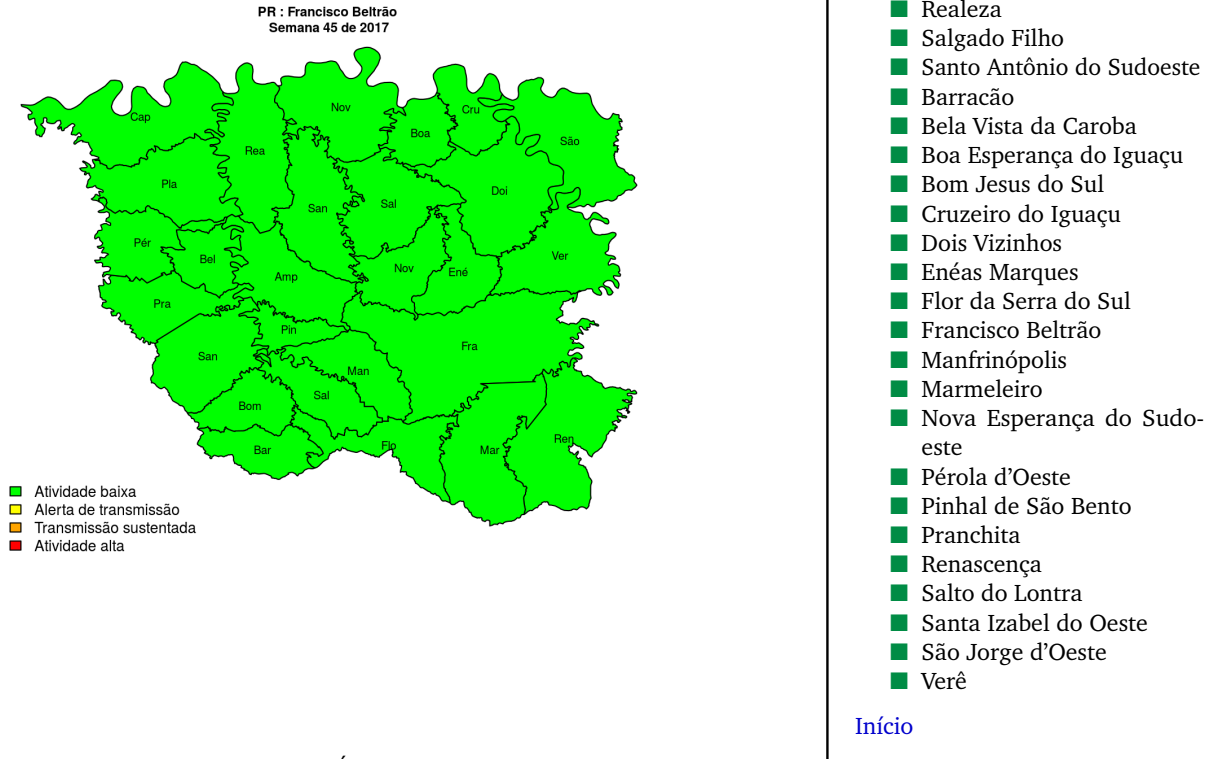 PR : Francisco Beltrão
Semana 45 de 2017
Cap
Nov
Cru
Boa
São
Rea
Pla
Doi
San
Sal
Pér
Bel
Ver
Nov
Ené
Amp
Pra
Pin
Fra
San
Man
Sal
Bom
Ren
Flo
Bar
Mar
Atividade baixa
Alerta de transmissão
Transmissão sustentada
Atividade alta
Realeza
Salgado Filho
Santo Antônio do Sudoeste
Barracão
Bela Vista da Caroba
Boa Esperança do Iguaçu
Bom Jesus do Sul
Cruzeiro do Iguaçu
Dois Vizinhos
Enéas Marques
Flor da Serra do Sul
Francisco Beltrão
Manfrinópolis
Marmeleiro
Nova Esperança do Sudo-
este
Pérola d'Oeste
Pinhal de São Bento
Pranchita
Renascença
Salto do Lontra
Santa Izabel do Oeste
São Jorge d'Oeste
Verê
Início